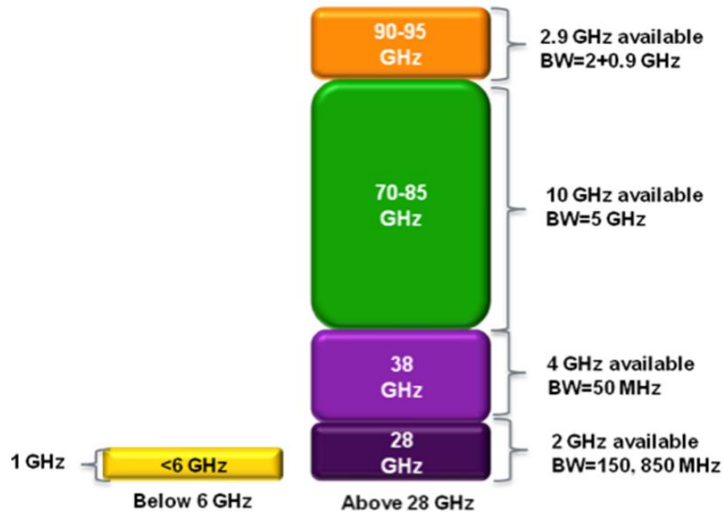 90-95
GHz
2.9 GHz available
BW=2+0.9 GHz
70-85
GHz
10 GHz available
BW=5 GHz
38
GHz
4 GHz available
BW=50 MHz
1 GHz
<6 GHz
28
GHz
2 GHz available
BW=150, 850 MHz
Below 6 GHz
Above 28 GHz